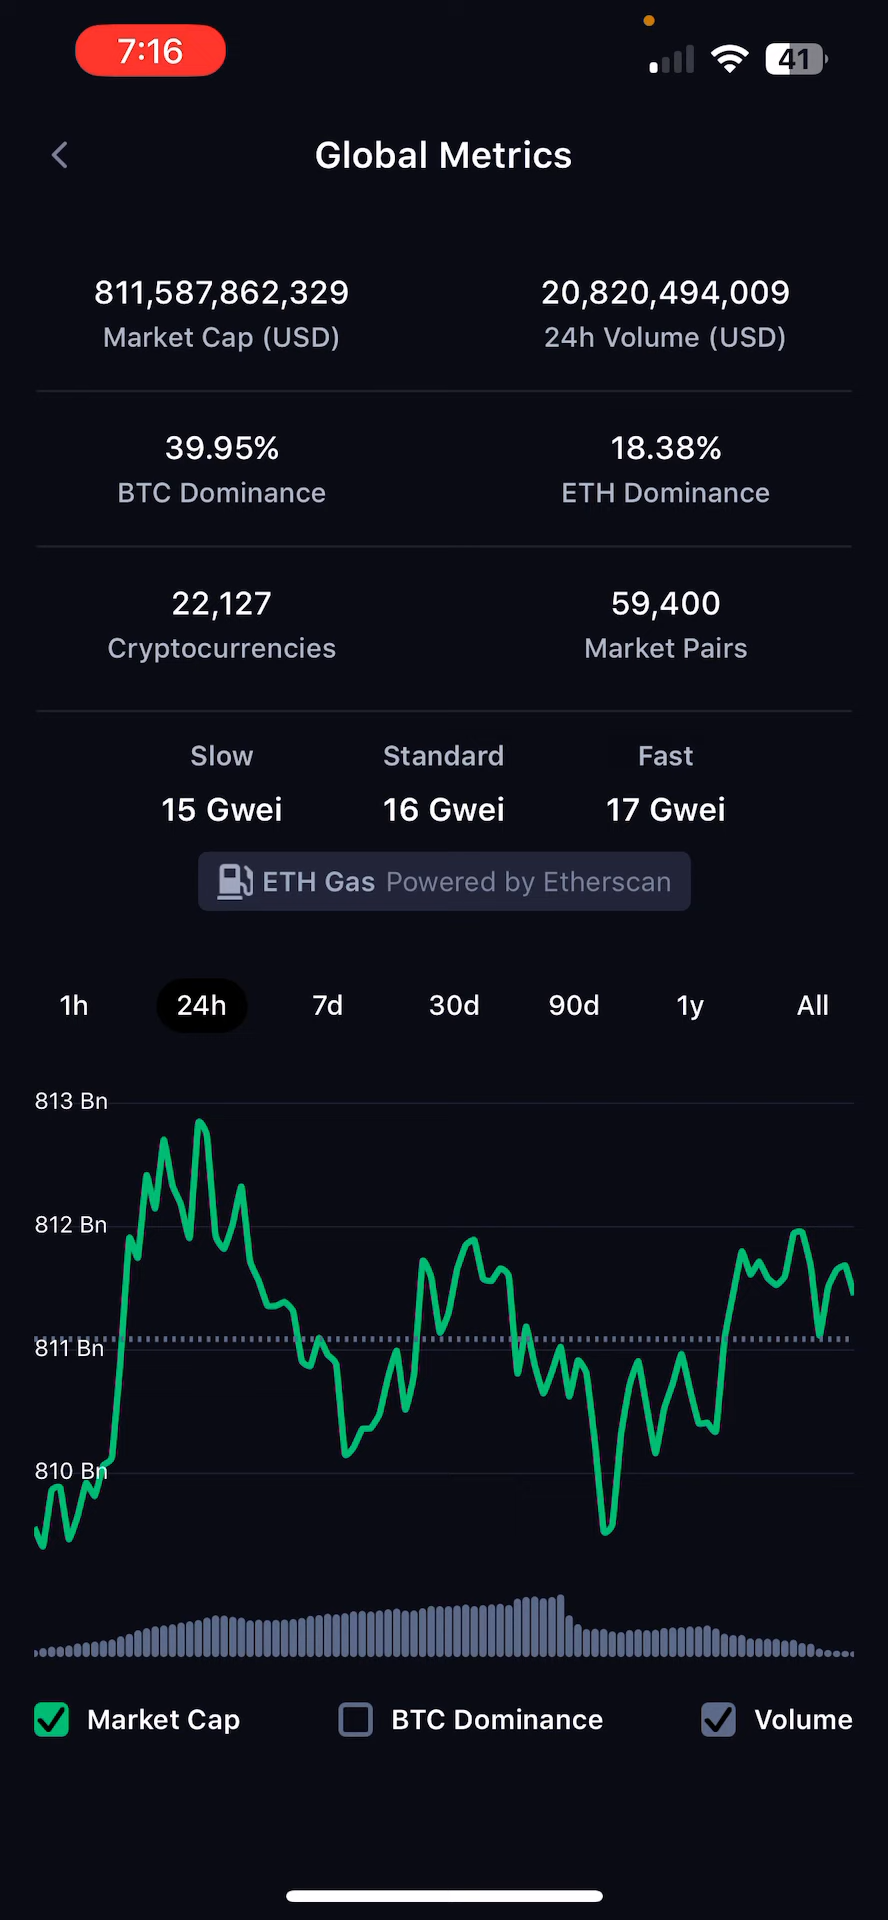 7:16
41
Global Metrics
811,587,862,329 20,820,494,009
Market Cap (USD) 24h Volume (USD)
39.95% 18.38%
BTC Dominance ETH Dominance
22,127 59,400
Cryptocurrencies Market Pairs
Slow Standard Fast
15 Gwei 16 Gwei 17 Gwei
ETH Gas Powered by Etherscan
1h 24h 7d 30d 90d 1y All
813 Bn
812 Bn
811 Bn
810 Bn
Market Cap BTC Dominance Volume